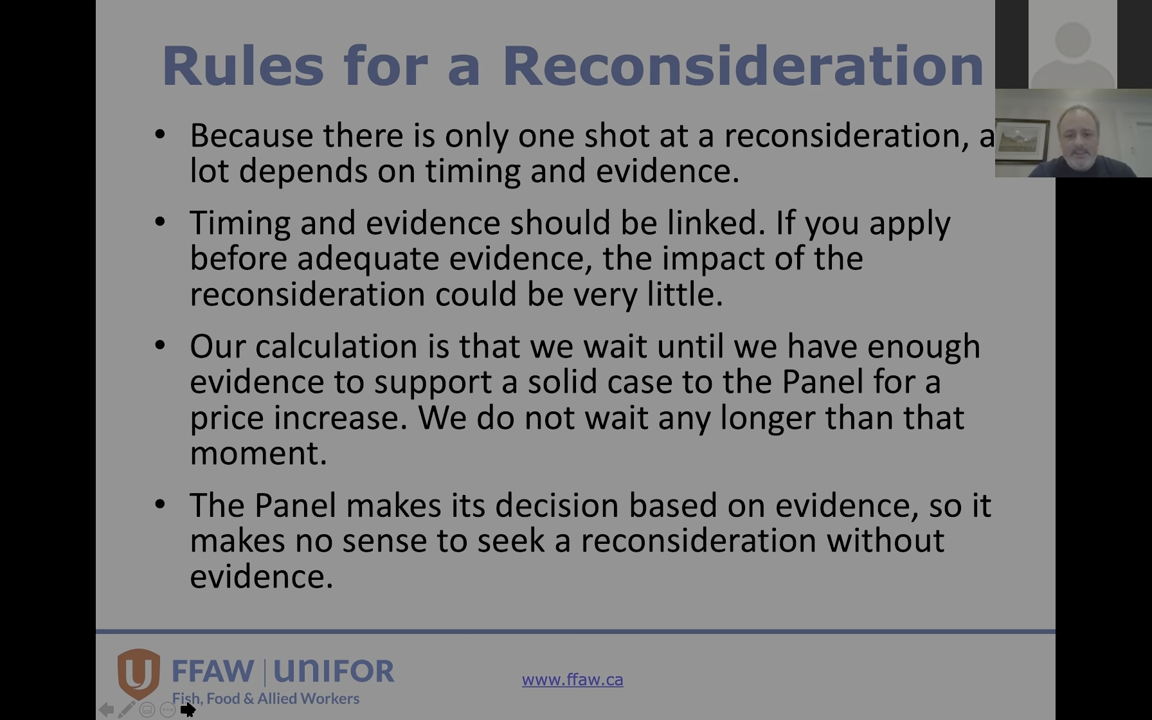 Rules for a Reconsideration
• Because there is only one shot at a reconsideration, a
lot depends on timing and evidence.
• Timing and evidence should be linked. If you apply
before adequate evidence, the impact of the
reconsideration could be very little.
• Our calculation is that we wait until we have enough
evidence to support a solid case to the Panel for a
price increase. We do not wait any longer than that
moment.
• The Panel makes its decision based on evidence, so it
makes no sense to seek a reconsideration without
evidence.
FFAW | UNIFOR
Fish, Food & Allied Workers
www.ffaw.ca